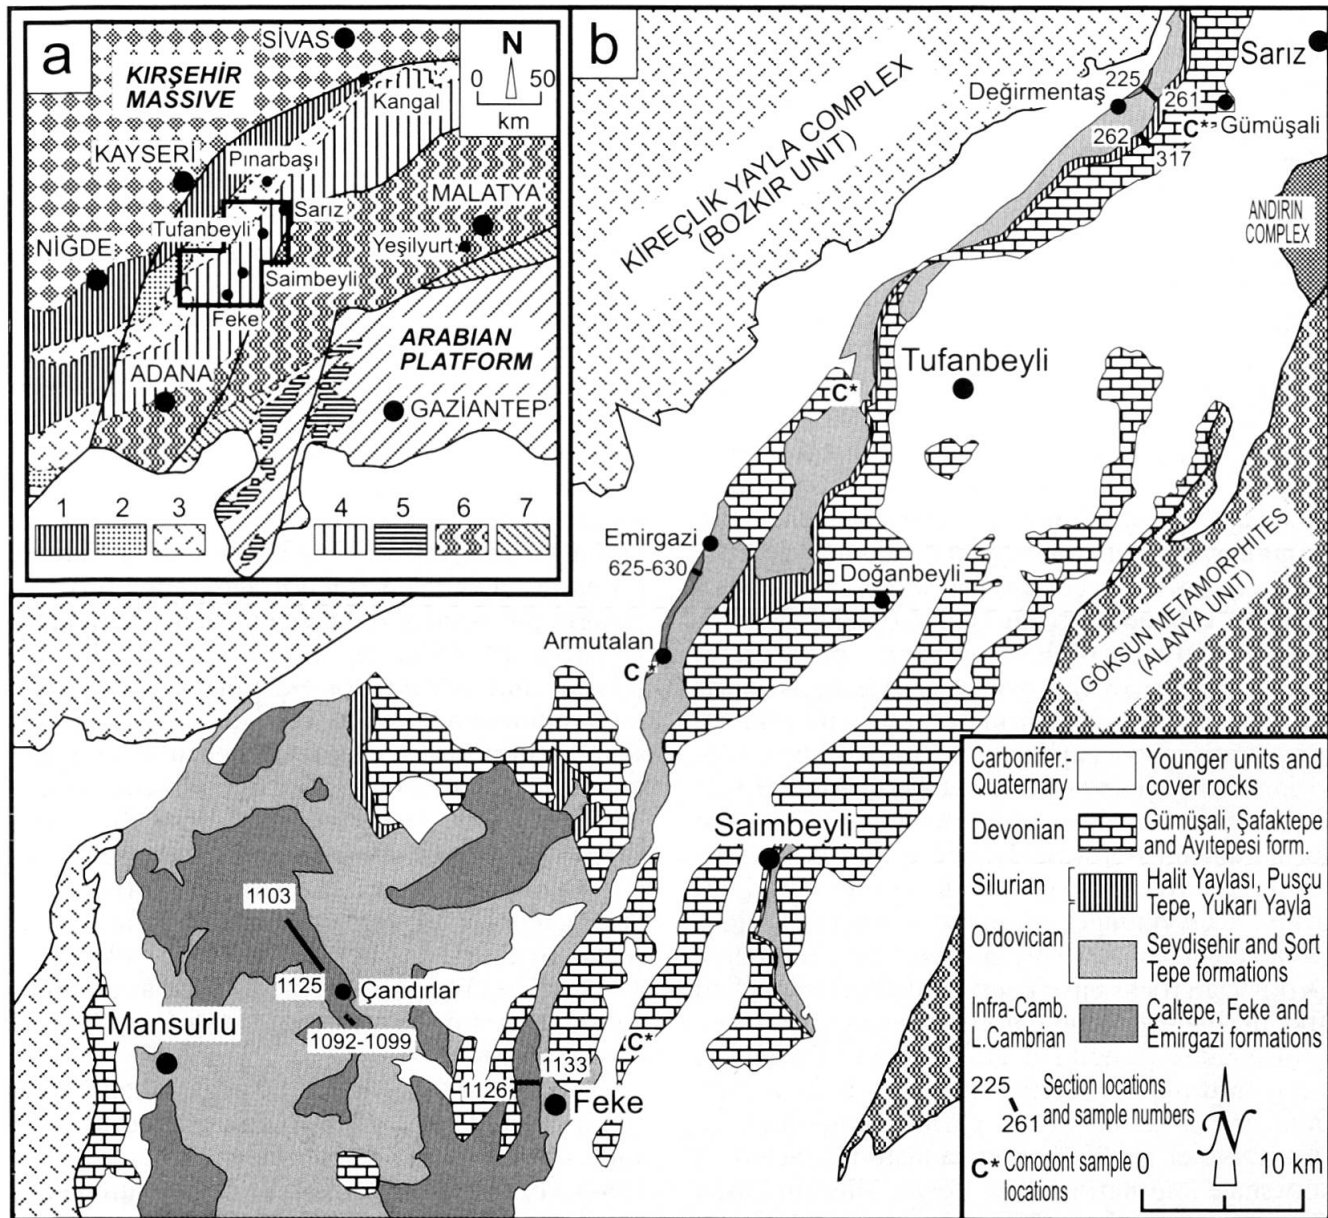 a
SİVAS
N
0 50
km
KIRŞEHİR
MASSIVE
Kangal
KAYSERİ
Pınarbaşı
MALATYA
Sarız
Tufanbeyli
Yeşilyurt
NİĞDE
Saimbeyli
Feke
ARABIAN
PLATFORM
ADANA
GAZİANTEP
1 2 3 4 5 6 7
b
Sarız
225
Değirmentaş
261
C*
Gümüşali
262
317
KİREÇLİK YAYLA COMPLEX
(BOZKIR UNIT)
ANDIRIN
COMPLEX
Tufanbeyli
C*
Emirgazi
625-630
Doğanbeyli
Armutalan
C*
GÖKSUN METAMORPHITES
(ALANYA UNIT)
Saimbeyli
1103
1125
Çandırlar
Mansurlu
1092-1099
C*
1133
1126
Feke
Carbonifer.-
Quaternary
Younger units and
cover rocks
Devonian
Gümüşali, Şafaktepe
and Ayıtepesi form.
Silurian
Halit Yaylası, Pusçu
Tepe, Yukarı Yayla
Ordovician
Seydişehir and Şort
Tepe formations
Infra-Camb.
L.Cambrian
Çaltepe, Feke and
Emirgazi formations
225
261
Section locations
and sample numbers
N
C* Conodont sample
locations
0 10 km